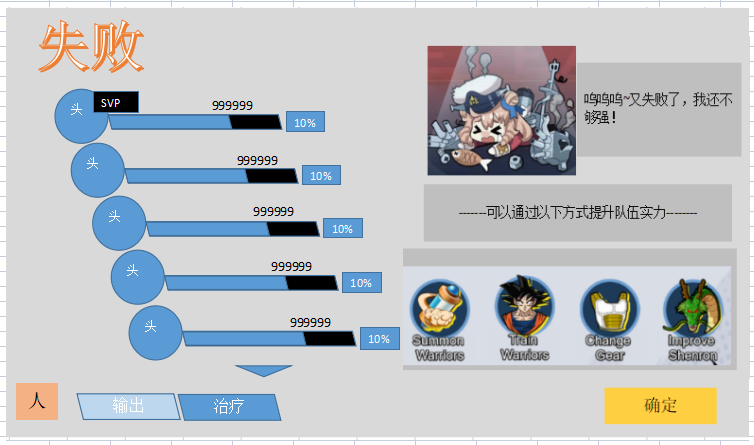 失败
头
SVP
999999
10%
头
999999
10%
头
999999
10%
头
999999
10%
头
999999
10%
人
输出
治疗
呜呜呜~又失败了，我还不
够强！
-------可以通过以下方式提升队伍实力--------
Summon
Warriors
Train
Warriors
Change
Gear
Improve
Shenron
确定